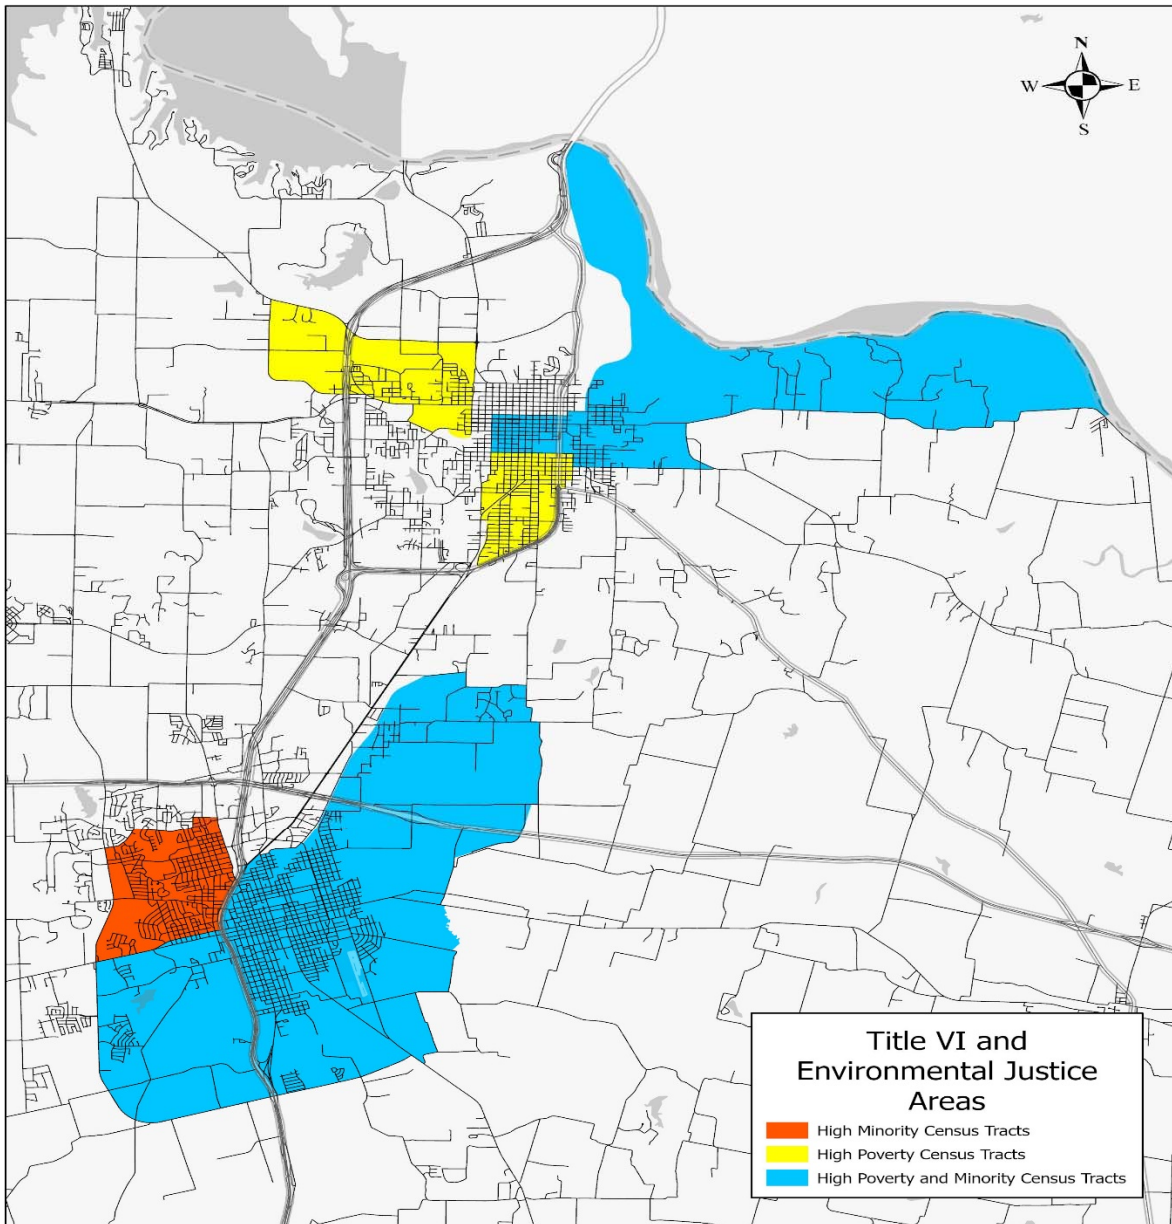 N
W E
S
Title VI and
Environmental Justice
Areas
High Minority Census Tracts
High Poverty Census Tracts
High Poverty and Minority Census Tracts